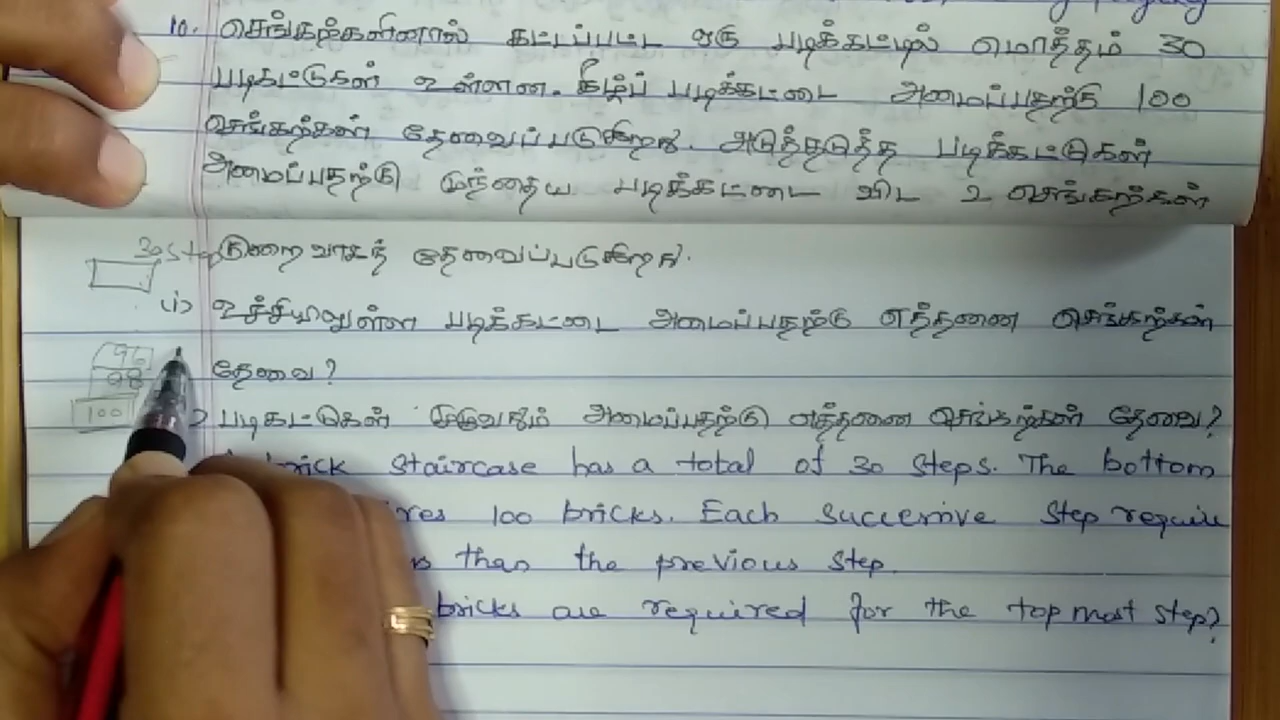 10. செங்கற்களினால் கட்டப்பட்ட ஒரு படிக்கட்டில் மொத்தம் 30
படிகட்டுகள் உள்ளன. கீழ்ப் படிக்கட்டை அமைப்பதற்கு 100
செங்கற்கள் தேவைப்படுகிறது. அடுத்தடுத்த படிக்கட்டுகள்
அமைப்பதற்கு முந்தைய படிக்கட்டை விட 2 செங்கற்கள்
குறைவாகத் தேவைப்படுகிறது.
30 Step
(i) உச்சியிலுள்ள படிக்கட்டை அமைப்பதற்கு எத்தனை செங்கற்கள்
96
தேவை?
98
100
படிகட்டுகள் முழுவதும் அமைப்பதற்கு எத்தனை செங்கற்கள் தேவை?
brick Staircase has a total of 30 Steps. The bottom
100 bricks. Each Successive Step require
than the previous step.
bricks are required for the top most step?